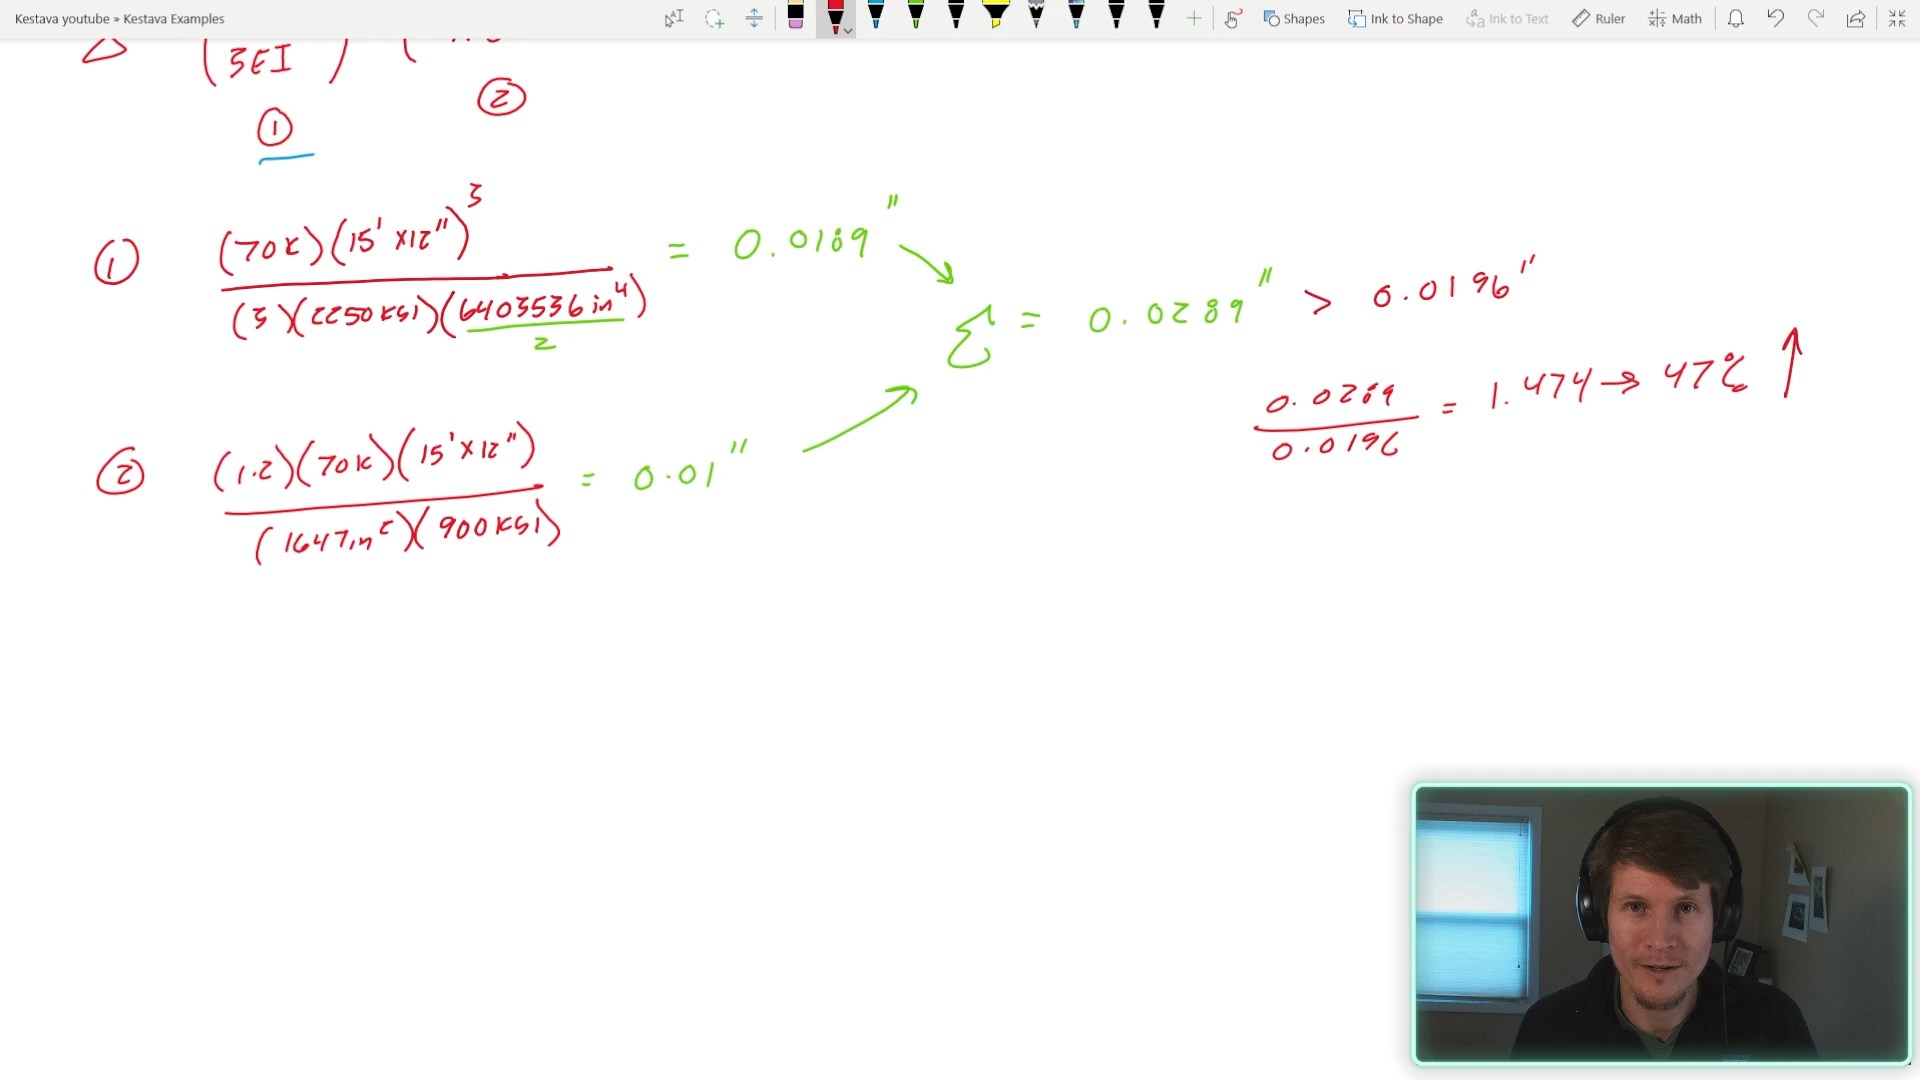 Kestava youtube » Kestava Examples
Shapes
Ink to Shape
Ink to Text
Ruler
Math
Δ (3EI) (
① ②
① (70k)(15'x12")³ = 0.0189"
(3)(2250ksi)(6403536in⁴)
2
Σ = 0.0289" > 0.0196"
0.0289 = 1.474 → 47% ↑
0.0196
② (1.2)(70k)(15'x12") = 0.01"
(1647in²)(900ksi)